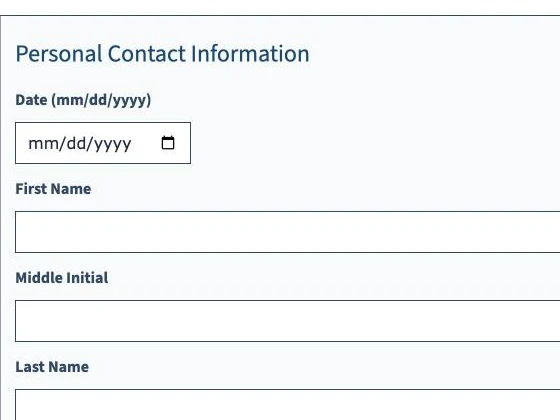 Personal Contact Information
Date (mm/dd/yyyy)
mm/dd/yyyy
First Name
Middle Initial
Last Name